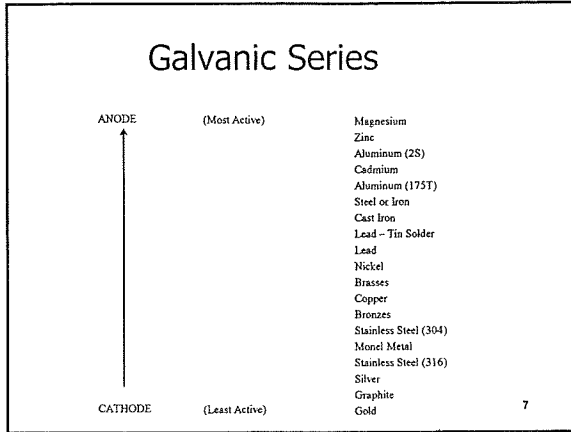 Galvanic Series
ANODE (Most Active) Magnesium
Zinc
Aluminum (2S)
Cadmium
Aluminum (175T)
Steel or Iron
Cast Iron
Lead – Tin Solder
Lead
Nickel
Brasses
Copper
Bronzes
Stainless Steel (304)
Monel Metal
Stainless Steel (316)
Silver
Graphite
CATHODE (Least Active) Gold
7